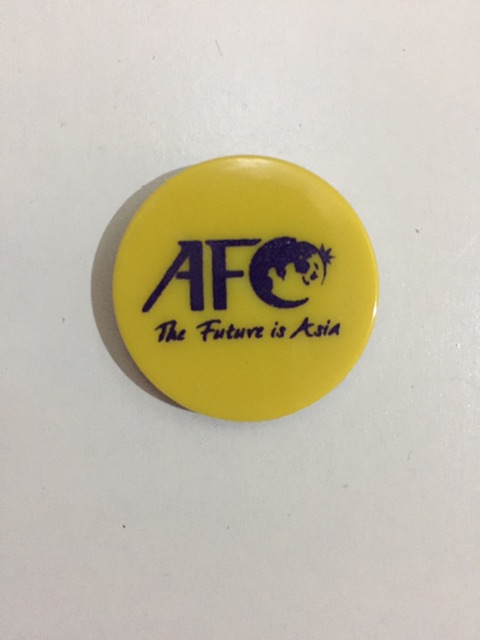 AFC
The Future is Asia